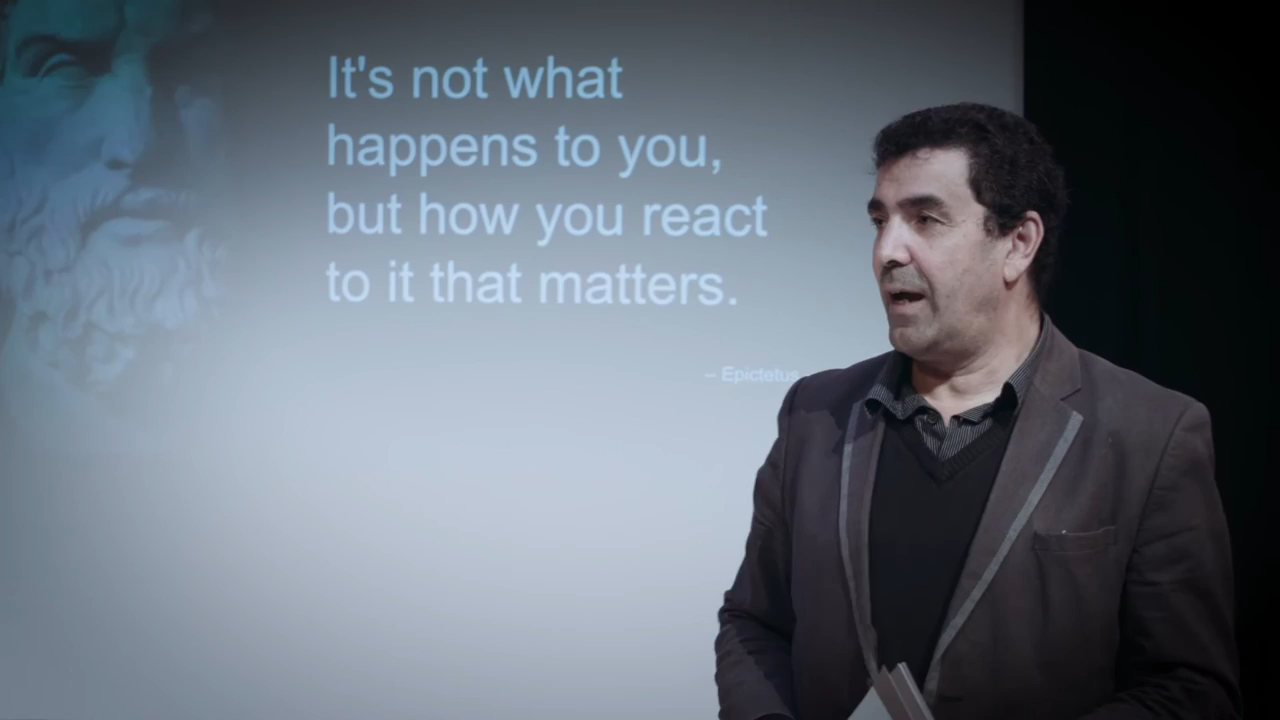 It's not what
happens to you,
but how you react
to it that matters.
– Epictetus